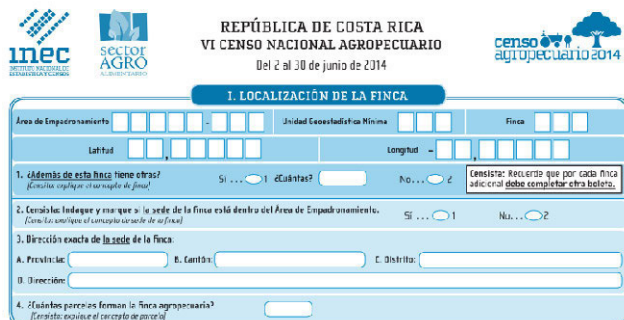 inec
INSTITUTO NACIONAL DE
ESTADÍSTICA Y CENSOS
sector
AGRO
ALIMENTARIO
REPÚBLICA DE COSTA RICA
VI CENSO NACIONAL AGROPECUARIO
Del 2 al 30 de junio de 2014
censo
agropecuario 2014
I. LOCALIZACIÓN DE LA FINCA
Área de Empadronamiento - Unidad Geoestadística Mínima Finca
Latitud , Longitud - ,
1. ¿Además de esta finca tiene otras? Sí ... 1 ¿Cuántas? No... 2
[Censista: explique el concepto de finca]
Censista: Recuerde que por cada finca
adicional debe completar otra boleta.
2. Censista: Indague y marque si la sede de la finca está dentro del Área de Empadronamiento. Sí ... 1 No... 2
[Censista: explique el concepto de sede de la finca]
3. Dirección exacta de la sede de la finca:
A. Provincia: B. Cantón: C. Distrito:
D. Dirección:
4. ¿Cuántas parcelas forman la finca agropecuaria?
[Censista: explique el concepto de parcela]